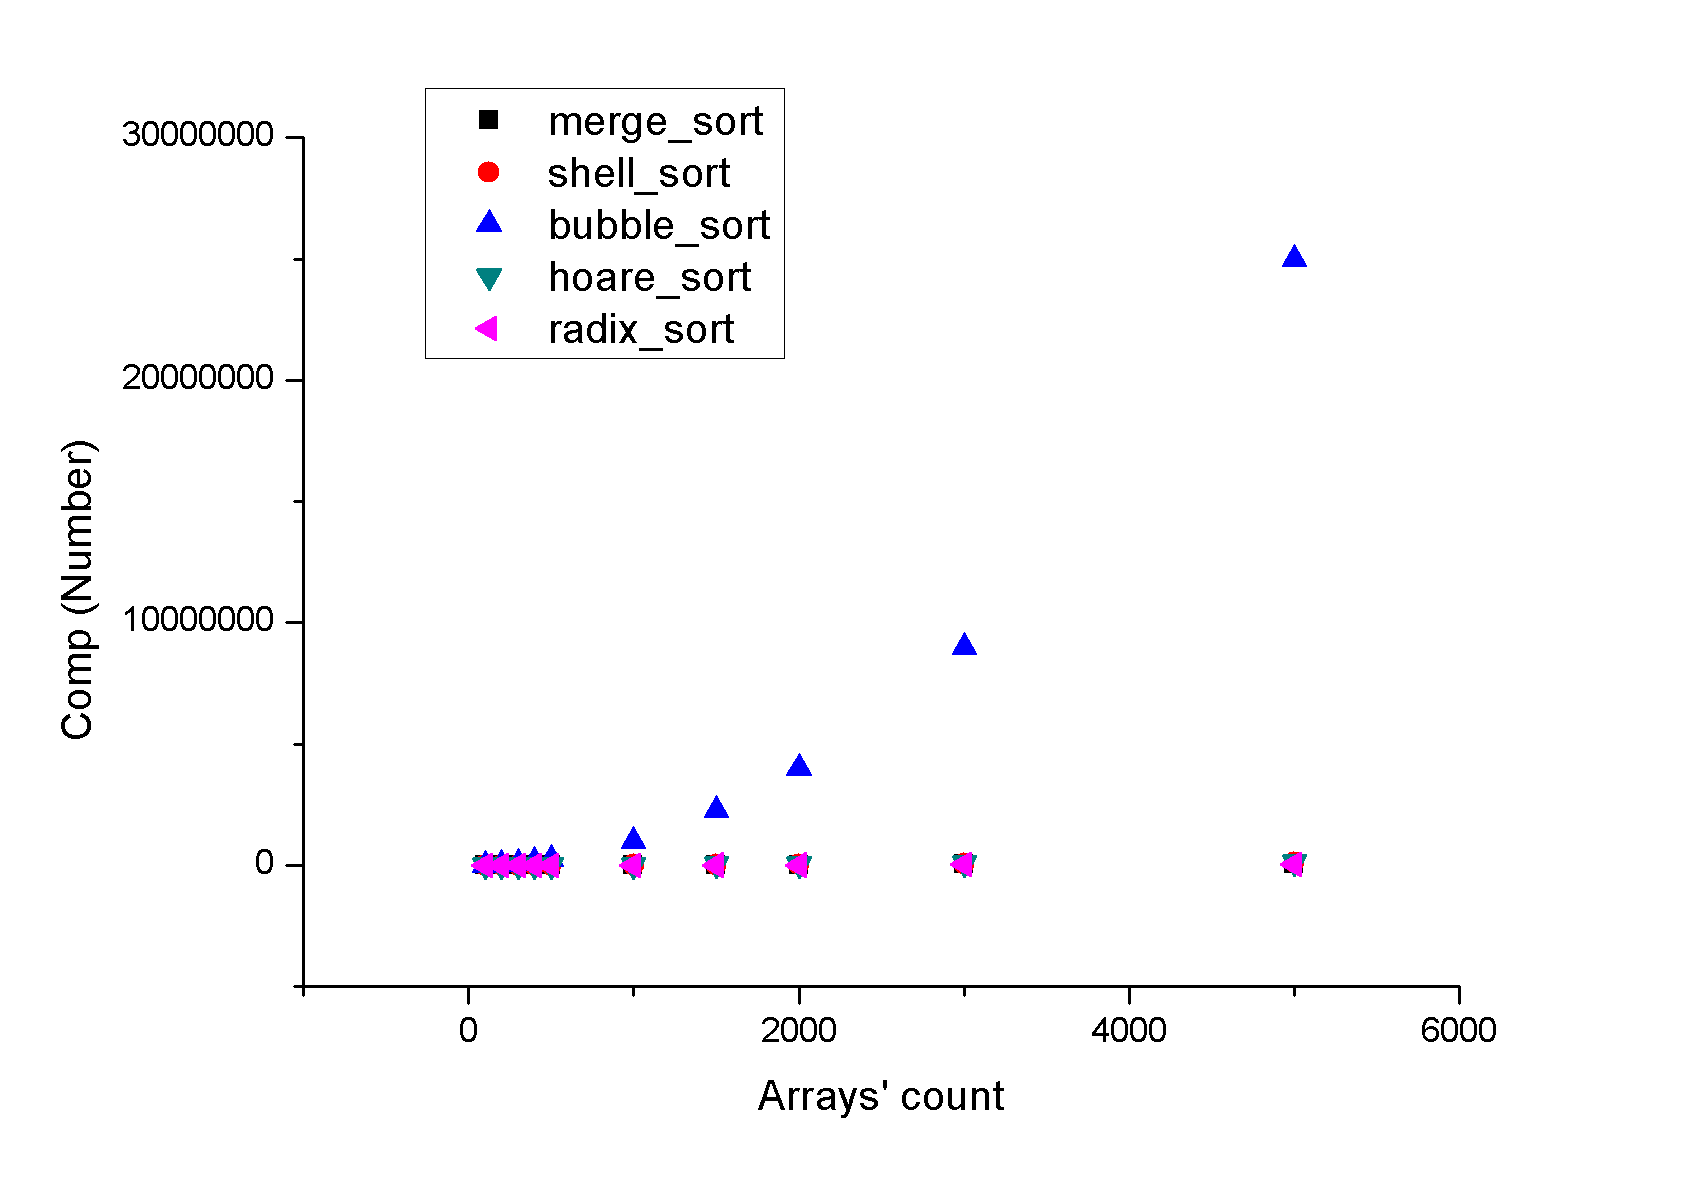 merge_sort
shell_sort
bubble_sort
hoare_sort
radix_sort
30000000
20000000
10000000
0
Comp (Number)
0
2000
4000
6000
Arrays' count